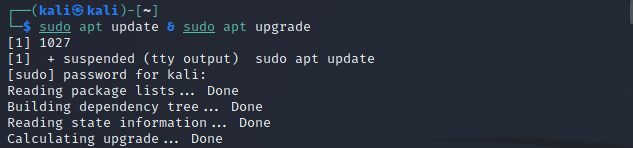 ┌──(kali㉿kali)-[~]
└─$ sudo apt update & sudo apt upgrade
[1] 1027
[1]  + suspended (tty output)  sudo apt update
[sudo] password for kali:
Reading package lists... Done
Building dependency tree... Done
Reading state information... Done
Calculating upgrade... Done